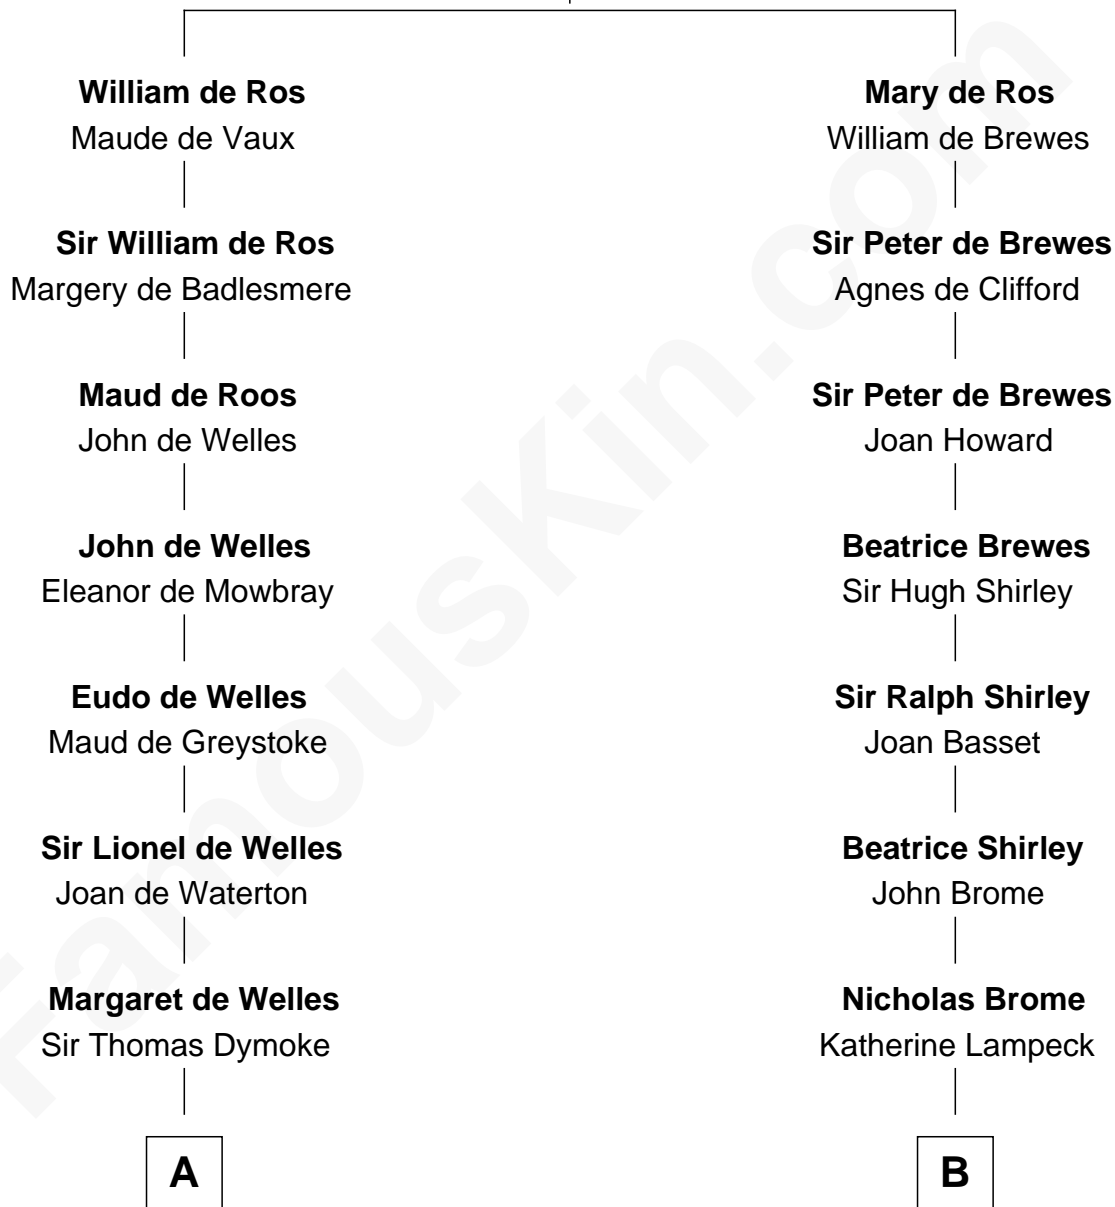 William de Ros
Maude de Vaux
Sir William de Ros
Margery de Badlesmere
Maud de Roos
John de Welles
John de Welles
Eleanor de Mowbray
Eudo de Welles
Maud de Greystoke
Sir Lionel de Welles
Joan de Waterton
Margaret de Welles
Sir Thomas Dymoke
A
Mary de Ros
William de Brewes
Sir Peter de Brewes
Agnes de Clifford
Sir Peter de Brewes
Joan Howard
Beatrice Brewes
Sir Hugh Shirley
Sir Ralph Shirley
Joan Basset
Beatrice Shirley
John Brome
Nicholas Brome
Katherine Lampeck
B
FamousKin.com